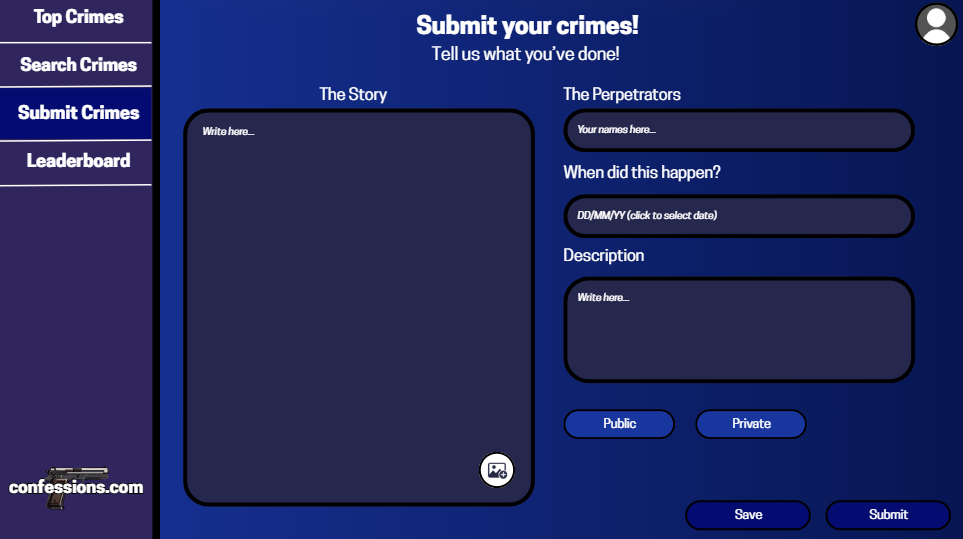 Top Crimes
Search Crimes
Submit Crimes
Leaderboard
confessions.com
Submit your crimes!
Tell us what you've done!
The Story
Write here...
The Perpetrators
Your names here...
When did this happen?
DD/MM/YY (click to select date)
Description
Write here...
Public
Private
Save
Submit